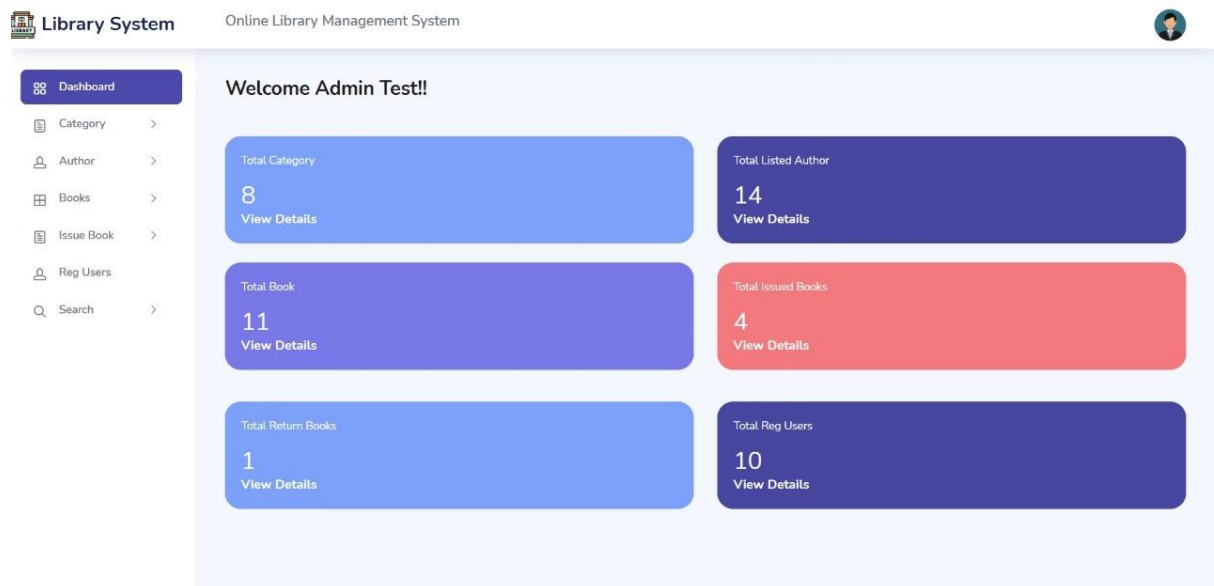 Library System
Online Library Management System
Dashboard
Category
Author
Books
Issue Book
Reg Users
Search
Welcome Admin Test!!
Total Category
8
View Details
Total Listed Author
14
View Details
Total Book
11
View Details
Total Issued Books
4
View Details
Total Return Books
1
View Details
Total Reg Users
10
View Details